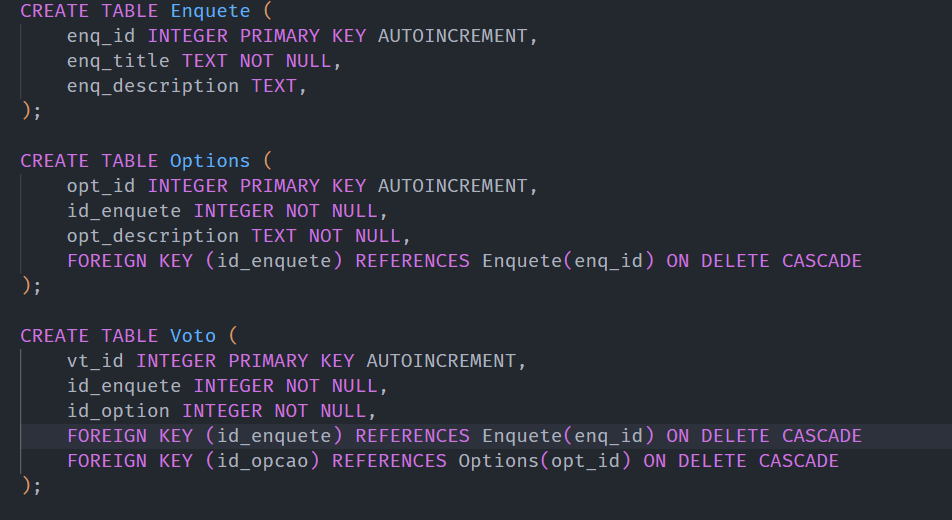 CREATE TABLE Enquete (
    enq_id INTEGER PRIMARY KEY AUTOINCREMENT,
    enq_title TEXT NOT NULL,
    enq_description TEXT,
);

CREATE TABLE Options (
    opt_id INTEGER PRIMARY KEY AUTOINCREMENT,
    id_enquete INTEGER NOT NULL,
    opt_description TEXT NOT NULL,
    FOREIGN KEY (id_enquete) REFERENCES Enquete(enq_id) ON DELETE CASCADE
);

CREATE TABLE Voto (
    vt_id INTEGER PRIMARY KEY AUTOINCREMENT,
    id_enquete INTEGER NOT NULL,
    id_option INTEGER NOT NULL,
    FOREIGN KEY (id_enquete) REFERENCES Enquete(enq_id) ON DELETE CASCADE
    FOREIGN KEY (id_opcao) REFERENCES Options(opt_id) ON DELETE CASCADE
);